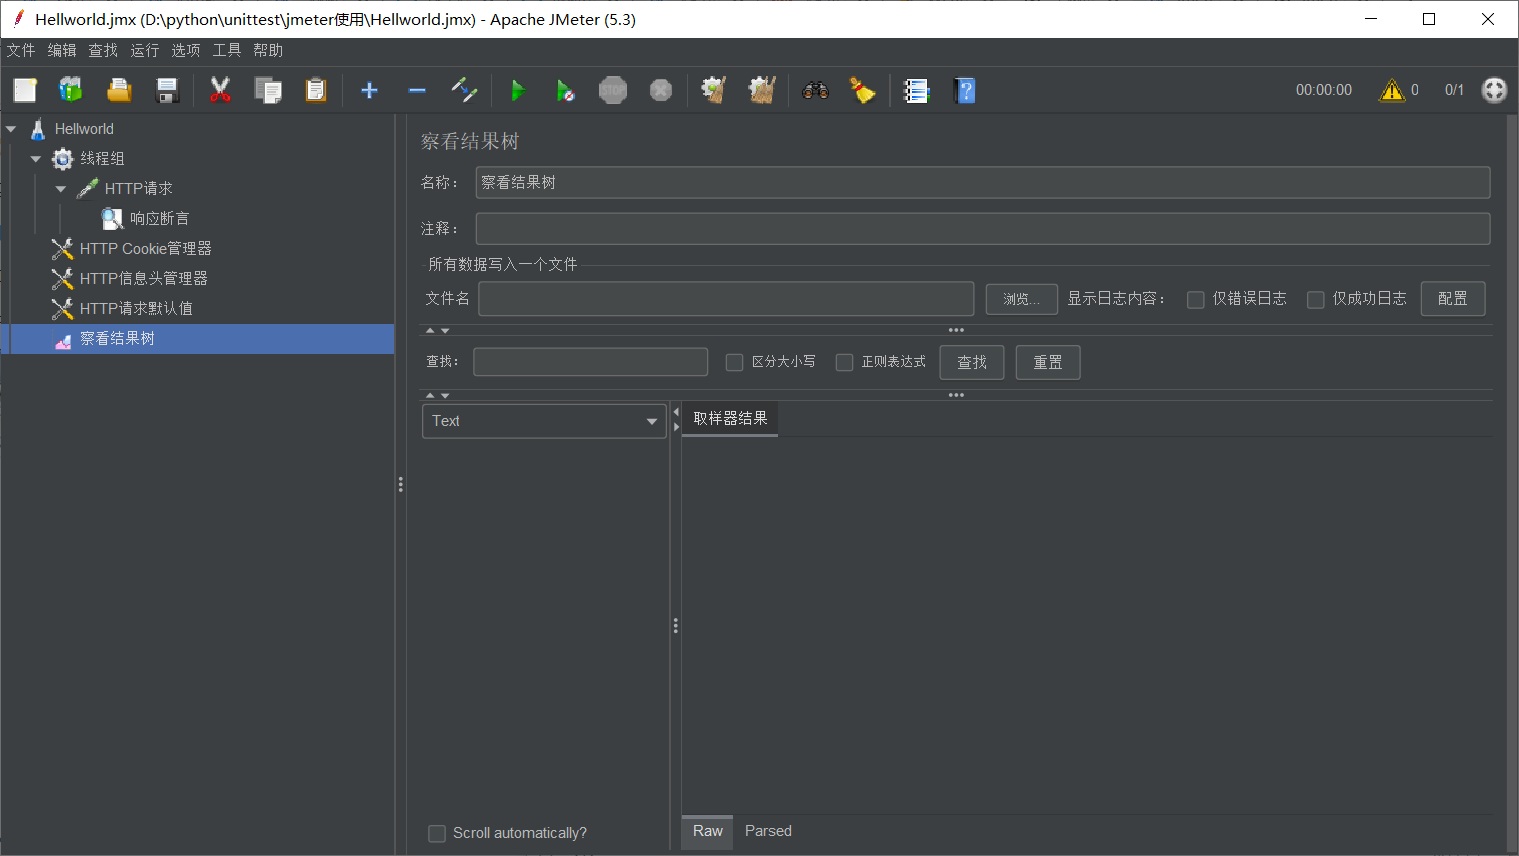 Hellworld.jmx (D:\python\unittest\jmeter使用\Hellworld.jmx) - Apache JMeter (5.3)
文件 编辑 查找 运行 选项 工具 帮助
STOP 00:00:00 0 0/1
Hellworld
线程组
HTTP请求
响应断言
HTTP Cookie管理器
HTTP信息头管理器
HTTP请求默认值
察看结果树
察看结果树
名称： 察看结果树
注释：
所有数据写入一个文件
文件名 浏览... 显示日志内容： 仅错误日志 仅成功日志 配置
查找： 区分大小写 正则表达式 查找 重置
Text 取样器结果
Scroll automatically? Raw Parsed